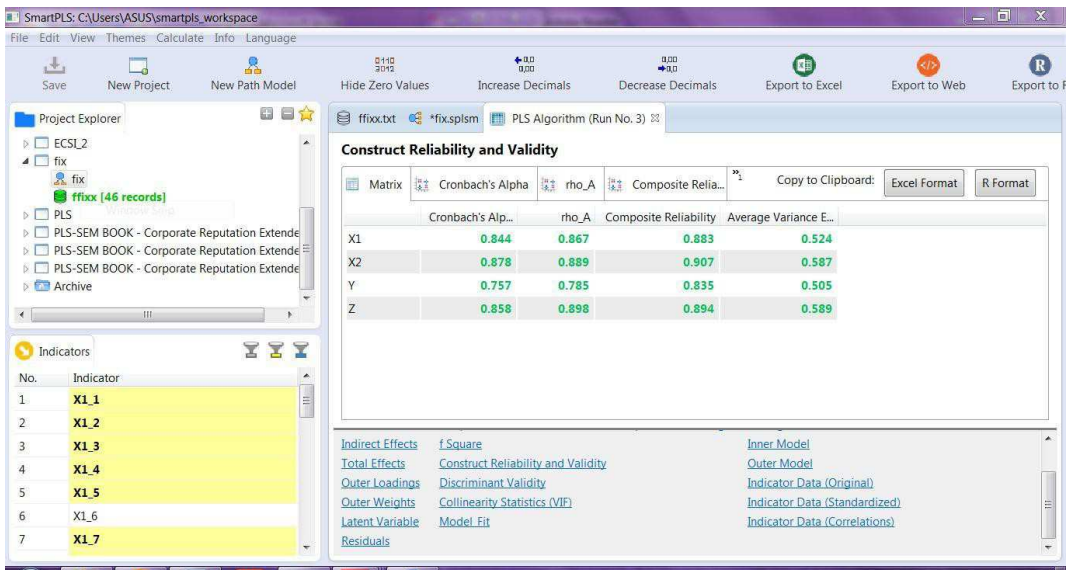 SmartPLS: C:\Users\ASUS\smartpls_workspace
File Edit View Themes Calculate Info Language
Save New Project New Path Model Hide Zero Values Increase Decimals Decrease Decimals Export to Excel Export to Web Export to R
Project Explorer
ECSI_2
fix
fix
ffixx [46 records]
PLS
PLS-SEM BOOK - Corporate Reputation Extende
PLS-SEM BOOK - Corporate Reputation Extende
PLS-SEM BOOK - Corporate Reputation Extende
Archive
Indicators
No. Indicator
1 X1_1
2 X1_2
3 X1_3
4 X1_4
5 X1_5
6 X1_6
7 X1_7
ffixx.txt *fix.splsm PLS Algorithm (Run No. 3)
Construct Reliability and Validity
Matrix Cronbach's Alpha rho_A Composite Relia... »1 Copy to Clipboard: Excel Format R Format
Cronbach's Alp... rho_A Composite Reliability Average Variance E...
X1 0.844 0.867 0.883 0.524
X2 0.878 0.889 0.907 0.587
Y 0.757 0.785 0.835 0.505
Z 0.858 0.898 0.894 0.589
Indirect Effects f Square Inner Model
Total Effects Construct Reliability and Validity Outer Model
Outer Loadings Discriminant Validity Indicator Data (Original)
Outer Weights Collinearity Statistics (VIF) Indicator Data (Standardized)
Latent Variable Model_Fit Indicator Data (Correlations)
Residuals